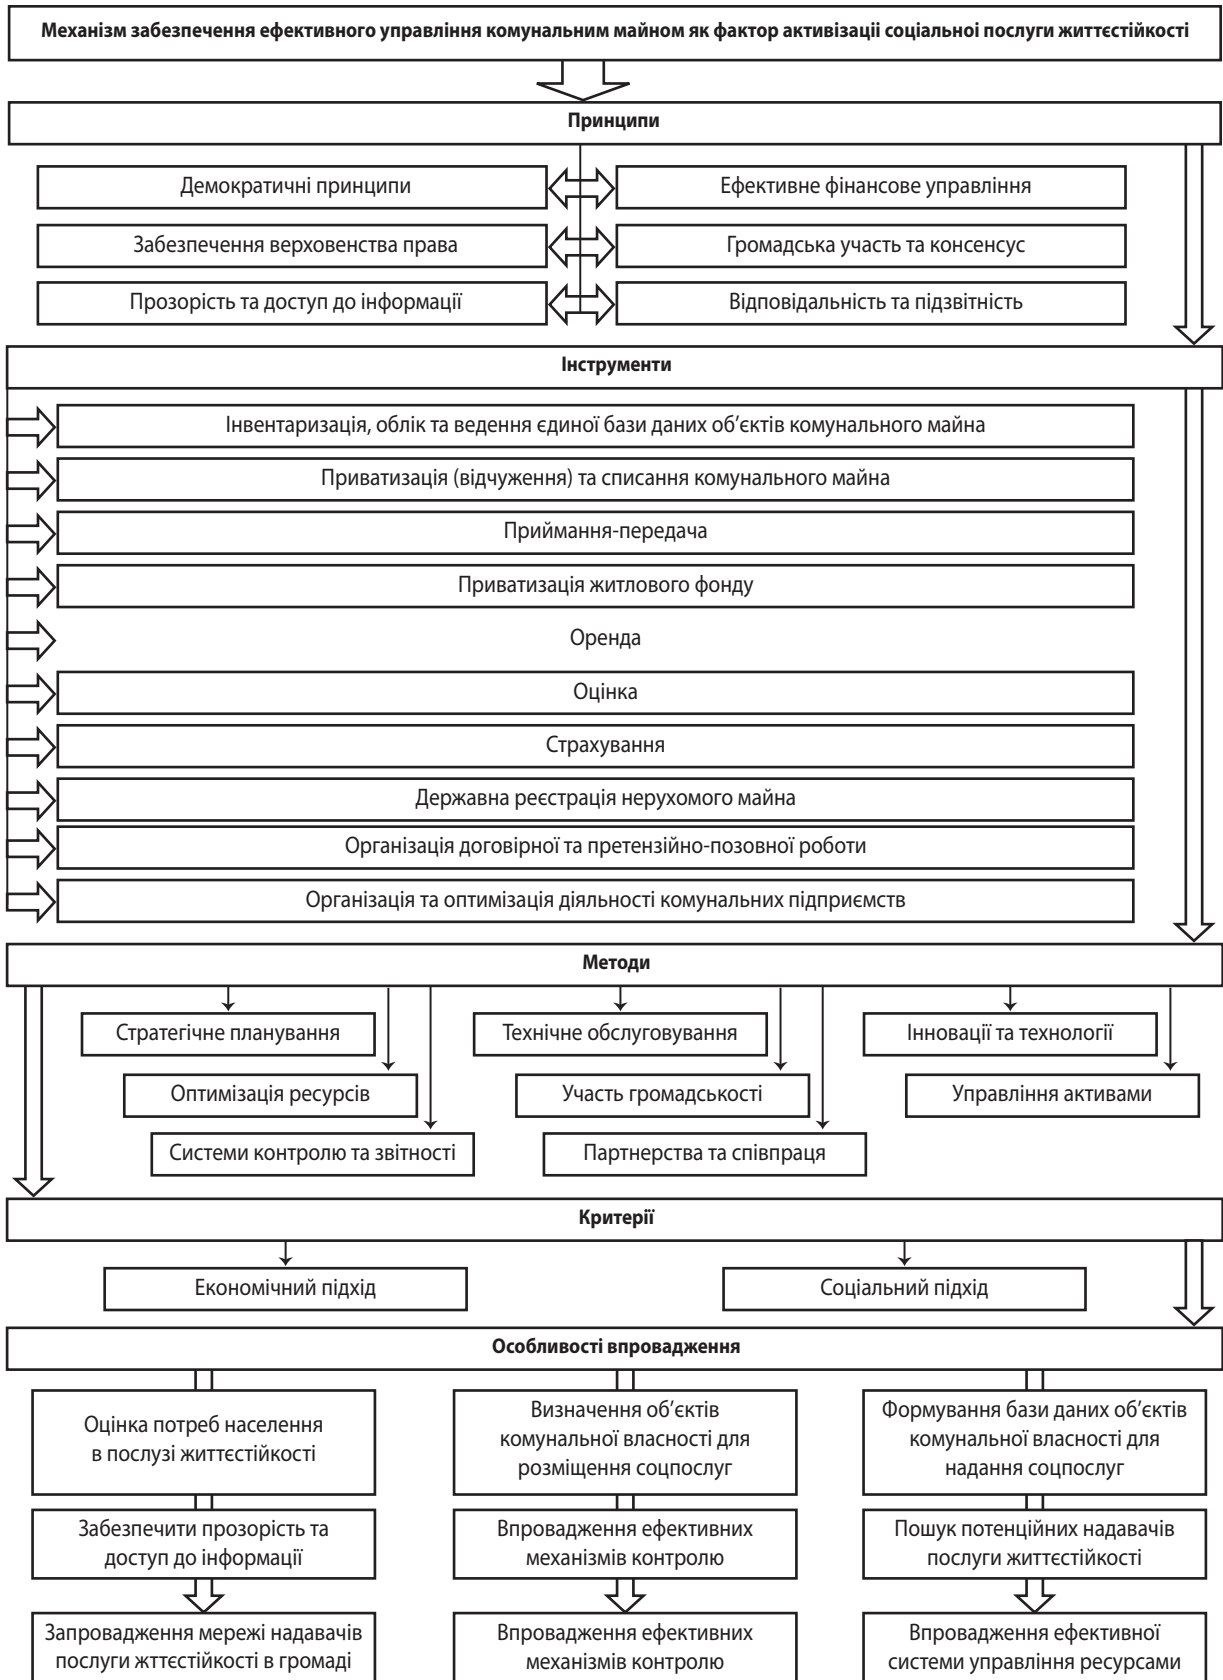 Механізм забезпечення ефективного управління комунальним майном як фактор активізації соціальної послуги життєстійкості
Принципи
Демократичні принципи
Ефективне фінансове управління
Забезпечення верховенства права
Громадська участь та консенсус
Прозорість та доступ до інформації
Відповідальність та підзвітність
Інструменти
Інвентаризація, облік та ведення єдиної бази даних об’єктів комунального майна
Приватизація (відчуження) та списання комунального майна
Приймання-передача
Приватизація житлового фонду
Оренда
Оцінка
Страхування
Державна реєстрація нерухомого майна
Організація договірної та претензійно-позовної роботи
Організація та оптимізація діяльності комунальних підприємств
Методи
Стратегічне планування
Технічне обслуговування
Інновації та технології
Оптимізація ресурсів
Участь громадськості
Управління активами
Системи контролю та звітності
Партнерства та співпраця
Критерії
Економічний підхід
Соціальний підхід
Особливості впровадження
Оцінка потреб населення
в послузі життєстійкості
Визначення об’єктів
комунальної власності для
розміщення соцпослуг
Формування бази даних об’єктів
комунальної власності для
надання соцпослуг
Забезпечити прозорість та
доступ до інформації
Впровадження ефективних
механізмів контролю
Пошук потенційних надавачів
послуги життєстійкості
Запровадження мережі надавачів
послуги жттєстійкості в громаді
Впровадження ефективних
механізмів контролю
Впровадження ефективної
системи управління ресурсами